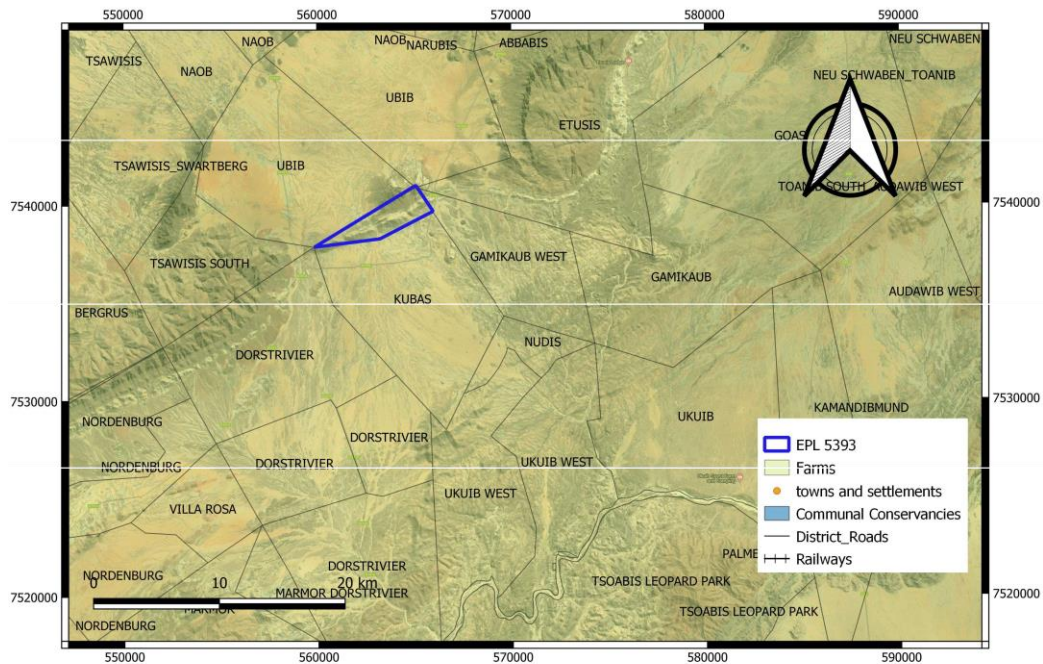 550000 560000 570000 580000 590000
NAOB NAOB NARUBIS ABBABIS NEU SCHWABEN
TSAWISIS
NAOB NEU SCHWABEN_TOANIB
UBIB
ETUSIS GOAS
TSAWISIS_SWARTBERG UBIB
AUDAWIB WEST
7540000 7540000
GAMIKAUB WEST
TSAWISIS SOUTH
GAMIKAUB
KUBAS AUDAWIB WEST
BERGRUS
NUDIS
DORSTRIVIER
7530000 7530000
NORDENBURG UKUIB KAMANDIBMUND
DORSTRIVIER
EPL 5393
NORDENBURG DORSTRIVIER UKUIB WEST
Farms
UKUIB WEST towns and settlements
VILLA ROSA Communal Conservancies
District_Roads
PALME
Railways
NORDENBURG DORSTRIVIER
0 10 20 km
TSOABIS LEOPARD PARK
MARMOR DORSTRIVIER
7520000 7520000
MARMOR TSOABIS LEOPARD PARK
NORDENBURG
550000 560000 570000 580000 590000